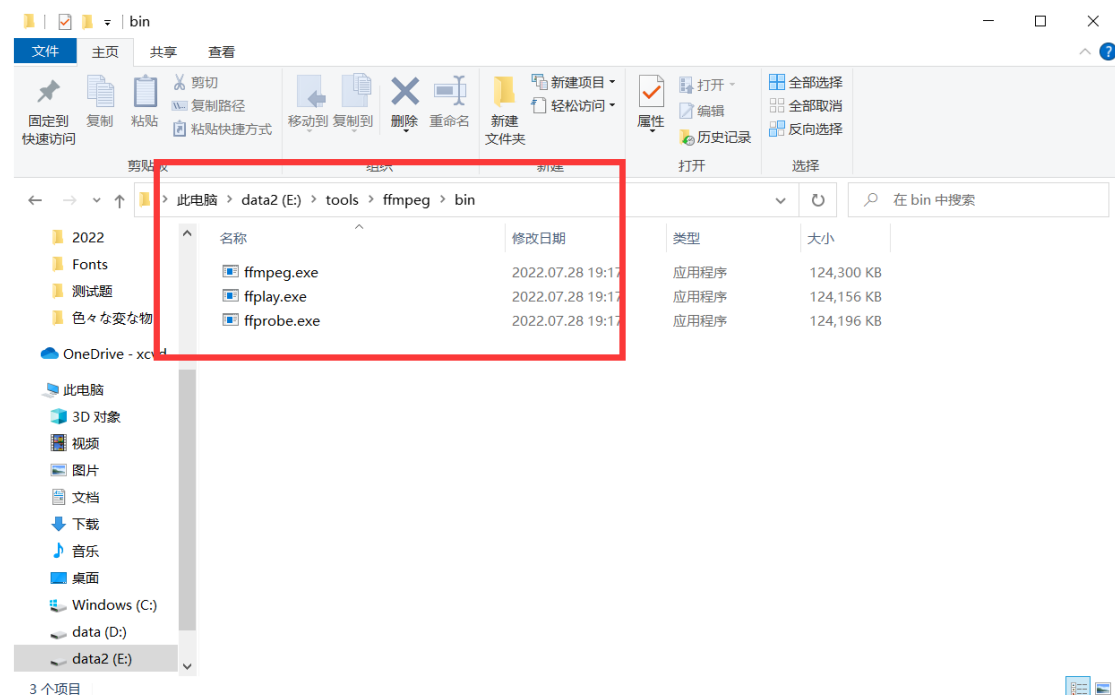 bin
文件 主页 共享 查看
固定到
快速访问
复制
粘贴
剪切
复制路径
粘贴快捷方式
移动到 复制到
删除 重命名
新建
文件夹
新建项目
轻松访问
属性
打开
编辑
历史记录
全部选择
全部取消
反向选择
剪贴板 组织 新建 打开 选择
此电脑 > data2 (E:) > tools > ffmpeg > bin
在 bin 中搜索
名称 修改日期 类型 大小
ffmpeg.exe 2022.07.28 19:17 应用程序 124,300 KB
ffplay.exe 2022.07.28 19:17 应用程序 124,156 KB
ffprobe.exe 2022.07.28 19:17 应用程序 124,196 KB
2022
Fonts
测试题
色々な変な物
OneDrive - xcvd
此电脑
3D 对象
视频
图片
文档
下载
音乐
桌面
Windows (C:)
data (D:)
data2 (E:)
3 个项目